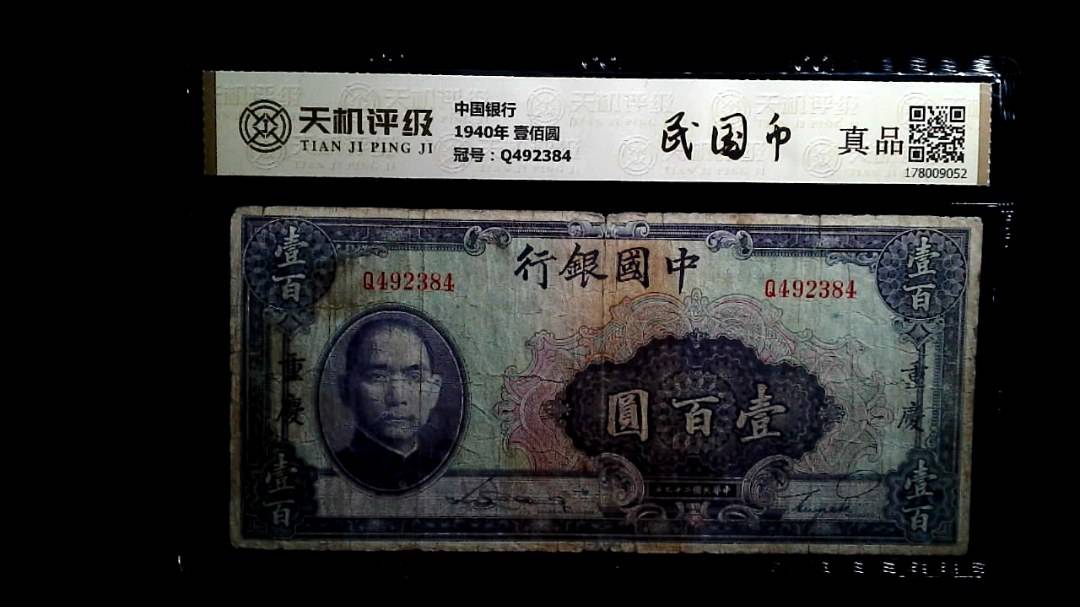 天机评级
TIAN JI PING JI
中国银行
1940年 壹佰圆
冠号：Q492384
民国币
真品
178009052
行銀國中
Q492384
Q492384
壹百
壹百
重慶
重慶
圓百壹
壹百
壹百